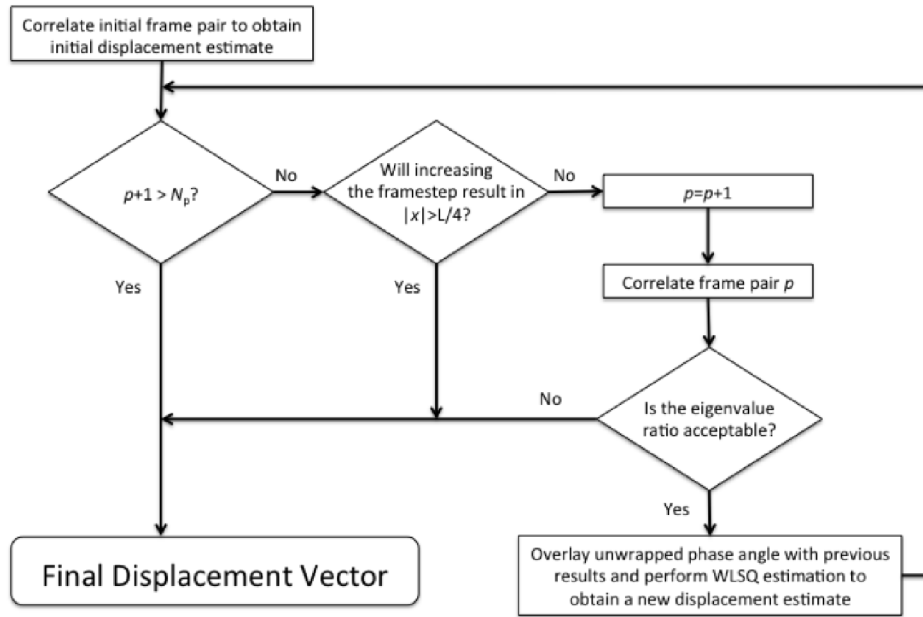 Correlate initial frame pair to obtain
initial displacement estimate
p+1 > Np?
No
Will increasing
the framestep result in
|x|>L/4?
No
p=p+1
Yes
Yes
Correlate frame pair p
No
Is the eigenvalue
ratio acceptable?
Yes
Final Displacement Vector
Overlay unwrapped phase angle with previous
results and perform WLSQ estimation to
obtain a new displacement estimate